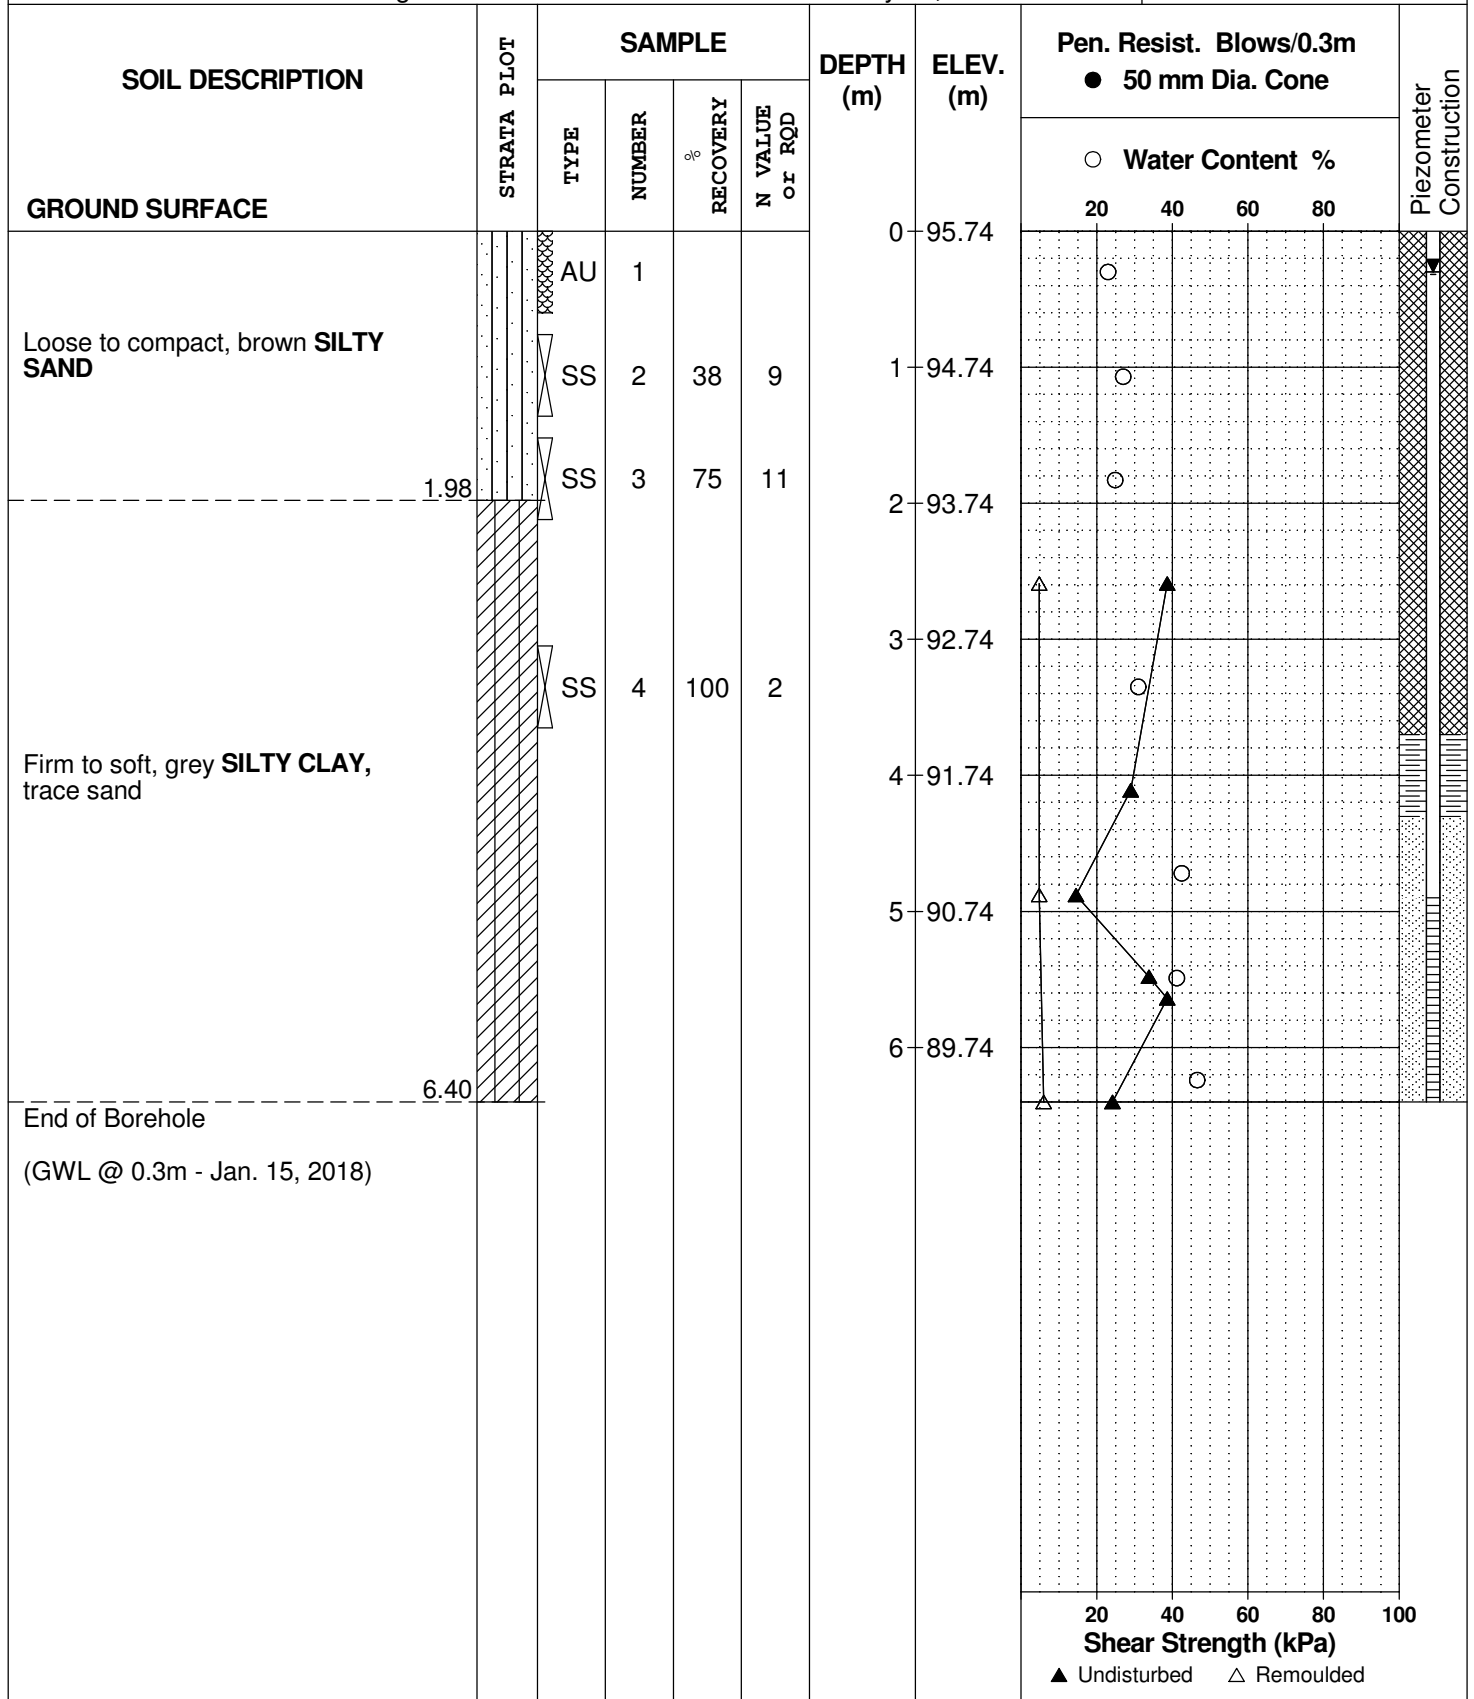 SOIL DESCRIPTION
GROUND SURFACE
STRATA PLOT
SAMPLE
TYPE
NUMBER
%
RECOVERY
N VALUE
or RQD
DEPTH
(m)
ELEV.
(m)
Pen. Resist. Blows/0.3m
● 50 mm Dia. Cone
○ Water Content %
20 40 60 80
Piezometer
Construction
0 95.74
AU 1
Loose to compact, brown SILTY
SAND
1 94.74
SS 2 38 9
SS 3 75 11
1.98
2 93.74
3 92.74
SS 4 100 2
Firm to soft, grey SILTY CLAY,
trace sand
4 91.74
5 90.74
6 89.74
6.40
End of Borehole
(GWL @ 0.3m - Jan. 15, 2018)
20 40 60 80 100
Shear Strength (kPa)
▲ Undisturbed △ Remoulded